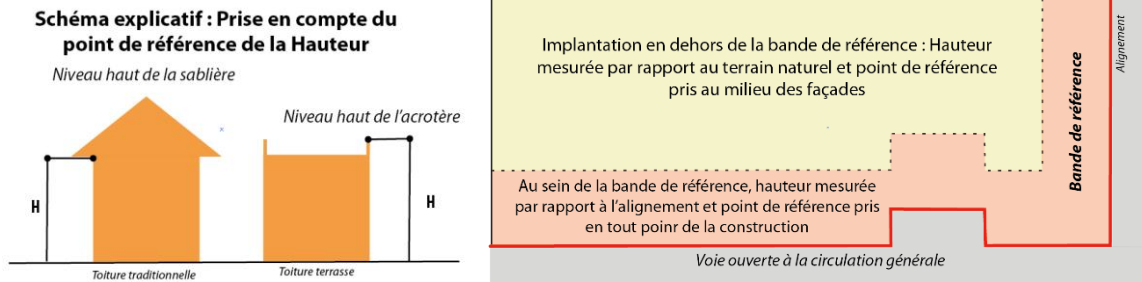 Schéma explicatif : Prise en compte du
point de référence de la Hauteur
Niveau haut de la sablière
Niveau haut de l'acrotère
H
H
Toiture traditionnelle
Toiture terrasse
Implantation en dehors de la bande de référence : Hauteur
mesurée par rapport au terrain naturel et point de référence
pris au milieu des façades
Au sein de la bande de référence, hauteur mesurée
par rapport à l'alignement et point de référence pris
en tout poinr de la construction
Bande de référence
Alignement
Voie ouverte à la circulation générale